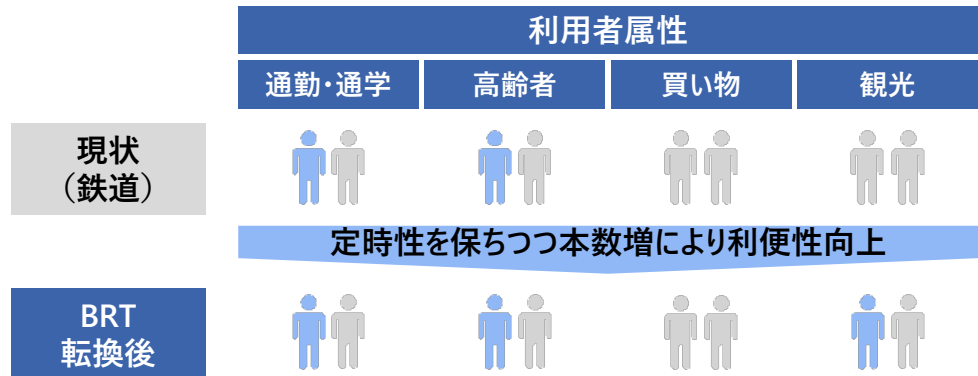 利用者属性
通勤・通学
高齢者
買い物
観光
現状
（鉄道）
定時性を保ちつつ本数増により利便性向上
BRT
転換後